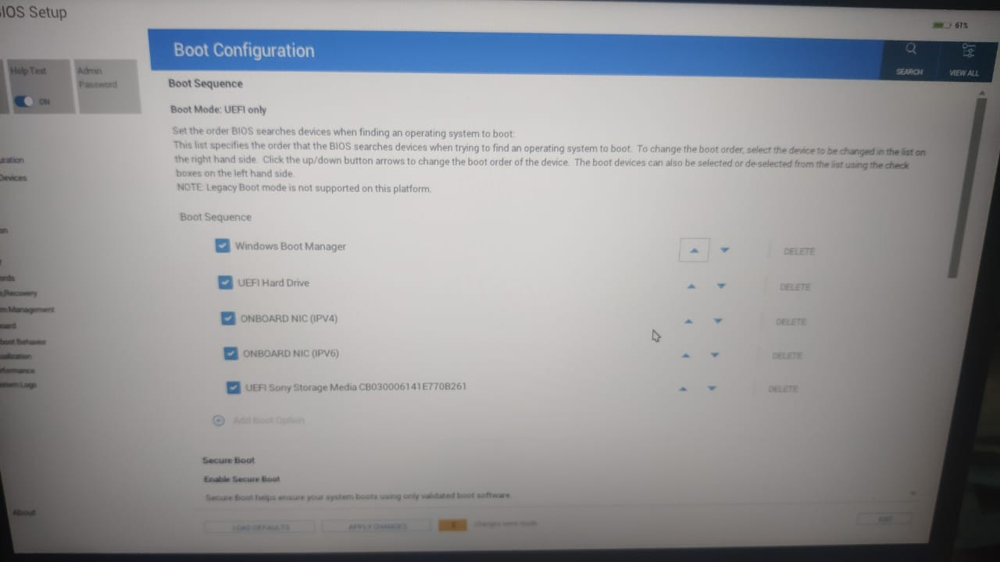 IOS Setup
61%
Help Text
ON
Admin
Password
Boot Configuration
SEARCH
VIEW ALL
Boot Sequence
Boot Mode: UEFI only
Set the order BIOS searches devices when finding an operating system to boot:
This list specifies the order that the BIOS searches devices when trying to find an operating system to boot. To change the boot order, select the device to be changed in the list on
the right hand side. Click the up/down button arrows to change the boot order of the device. The boot devices can also be selected or de-selected from the list using the check
boxes on the left hand side.
NOTE: Legacy Boot mode is not supported on this platform.
Boot Sequence
Windows Boot Manager
DELETE
UEFI Hard Drive
DELETE
ONBOARD NIC (IPV4)
DELETE
ONBOARD NIC (IPV6)
DELETE
UEFI Sony Storage Media CB030006141E770B261
DELETE
Add Boot Option
Secure Boot
Enable Secure Boot
Secure Boot helps ensure your system boots using only validated boot software.
LOAD DEFAULTS
APPLY CHANGES
changes were made
EXIT
uration
Devices
on
y
ords
e,Recovery
m Management
oard
boot Behavior
ualization
rformance
ystem Logs
About